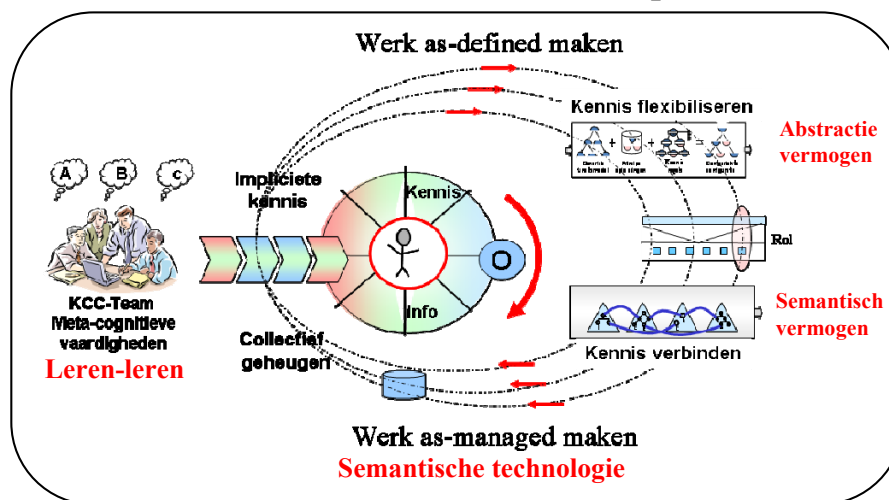 Werk as-defined maken
Kennis flexibiliseren
Abstractie
vermogen
A
B
c
Impliciete
kennis
Kennis
O
Rol
KCC-Team
Meta-cognitieve
vaardigheden
Leren-leren
Info
Semantisch
vermogen
Collectief
geheugen
Kennis verbinden
Werk as-managed maken
Semantische technologie